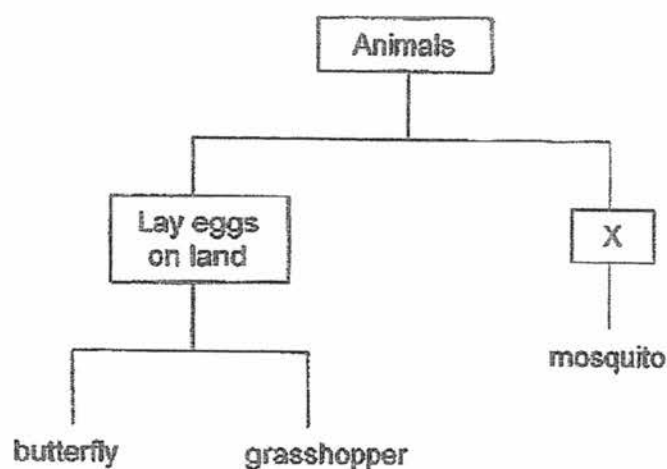 Animals
Lay eggs
on land
X
mosquito
butterfly
grasshopper